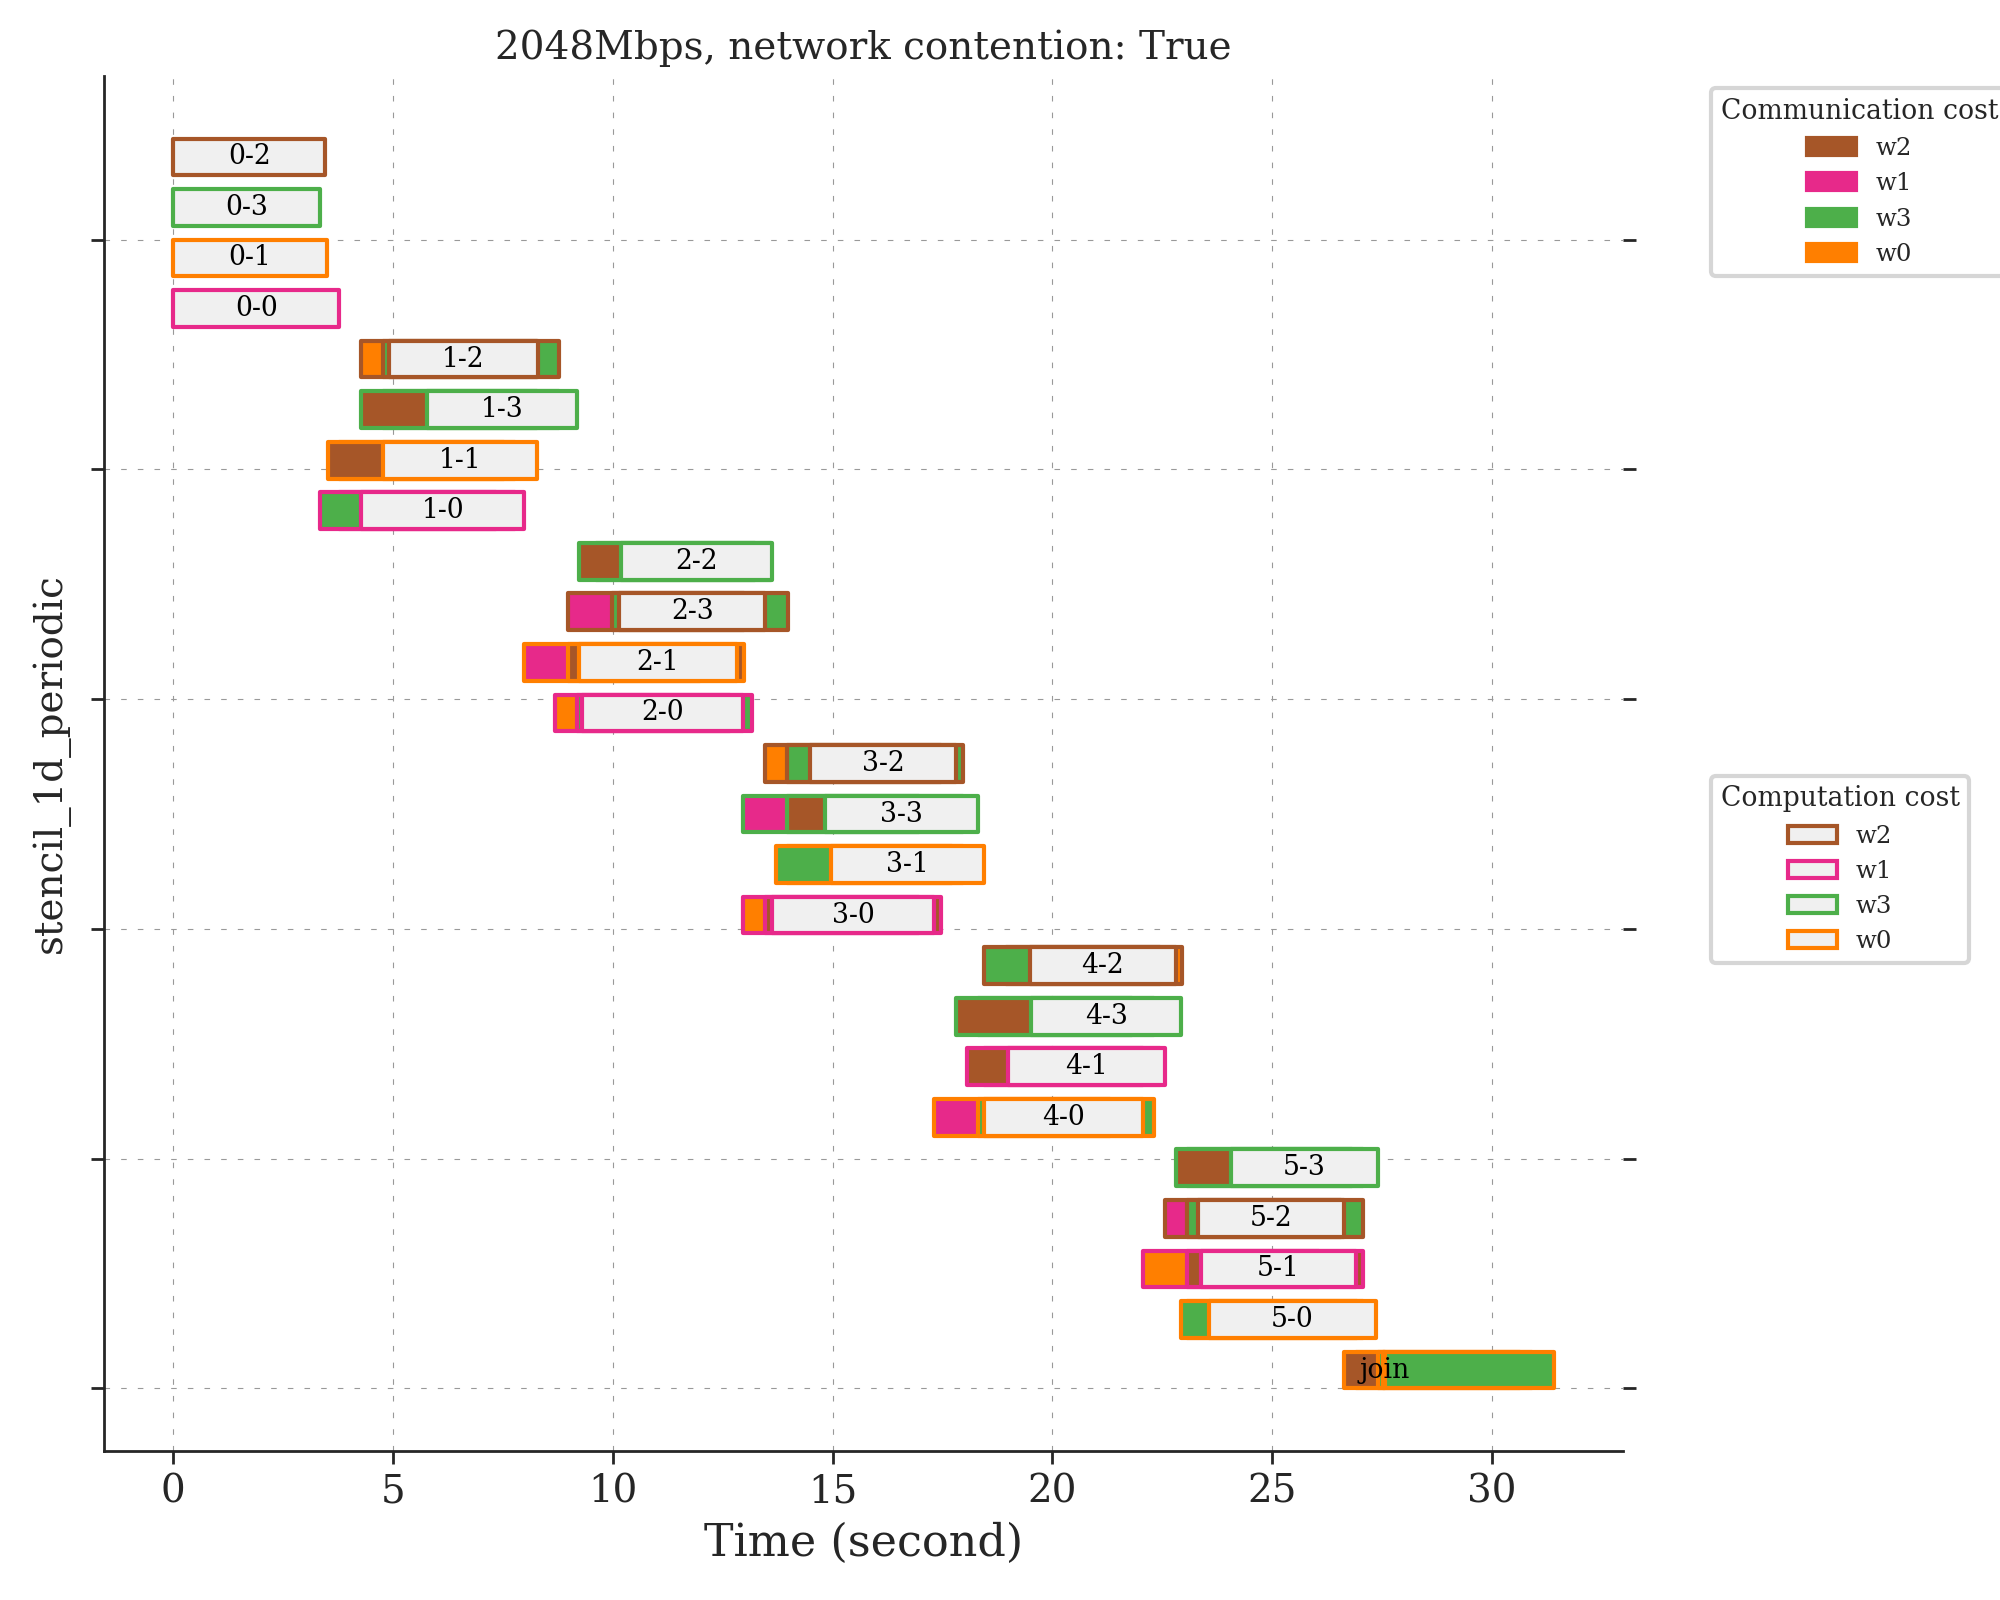 2048Mbps, network contention: True
Communication cost
w2
w1
w3
w0
0-2
0-3
0-1
0-0
1-2
1-3
1-1
1-0
2-2
2-3
2-1
2-0
3-2
3-3
3-1
3-0
4-2
4-3
4-1
4-0
5-3
5-2
5-1
5-0
join
stencil_1d_periodic
Computation cost
w2
w1
w3
w0
0
5
10
15
20
25
30
Time (second)